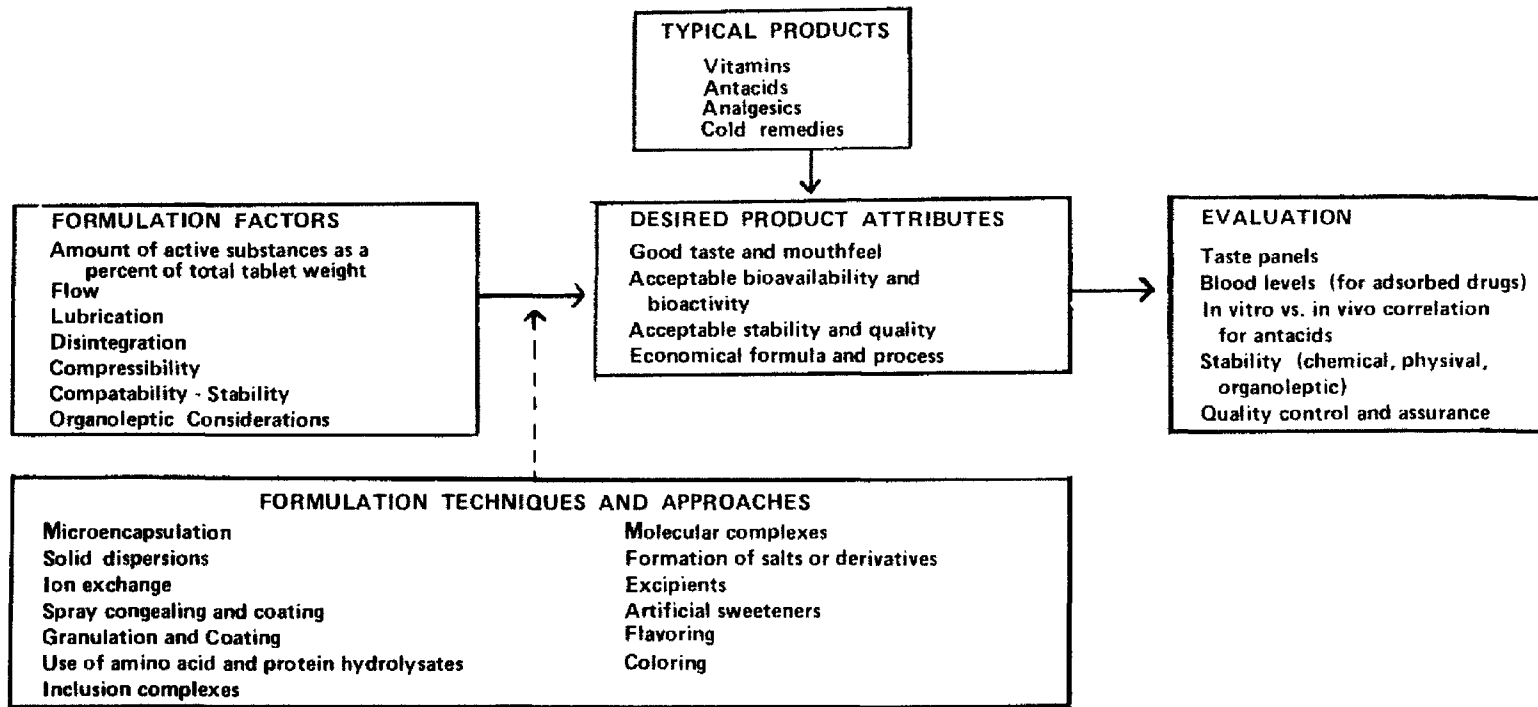 TYPICAL PRODUCTS
Vitamins
Antacids
Analgesics
Cold remedies
FORMULATION FACTORS
Amount of active substances as a
percent of total tablet weight
Flow
Lubrication
Disintegration
Compressibility
Compatability - Stability
Organoleptic Considerations
DESIRED PRODUCT ATTRIBUTES
Good taste and mouthfeel
Acceptable bioavailability and
bioactivity
Acceptable stability and quality
Economical formula and process
EVALUATION
Taste panels
Blood levels (for adsorbed drugs)
In vitro vs. in vivo correlation
for antacids
Stability (chemical, physival,
organoleptic)
Quality control and assurance
FORMULATION TECHNIQUES AND APPROACHES
Microencapsulation
Solid dispersions
Ion exchange
Spray congealing and coating
Granulation and Coating
Use of amino acid and protein hydrolysates
Inclusion complexes
Molecular complexes
Formation of salts or derivatives
Excipients
Artificial sweeteners
Flavoring
Coloring